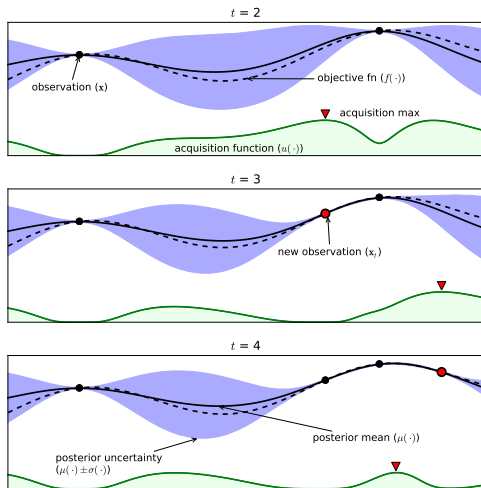 t = 2
objective fn (f(·))
observation (x)
acquisition max
acquisition function (u(·))
t = 3
new observation (xₜ)
t = 4
posterior mean (μ(·))
posterior uncertainty
(μ(·)±σ(·))